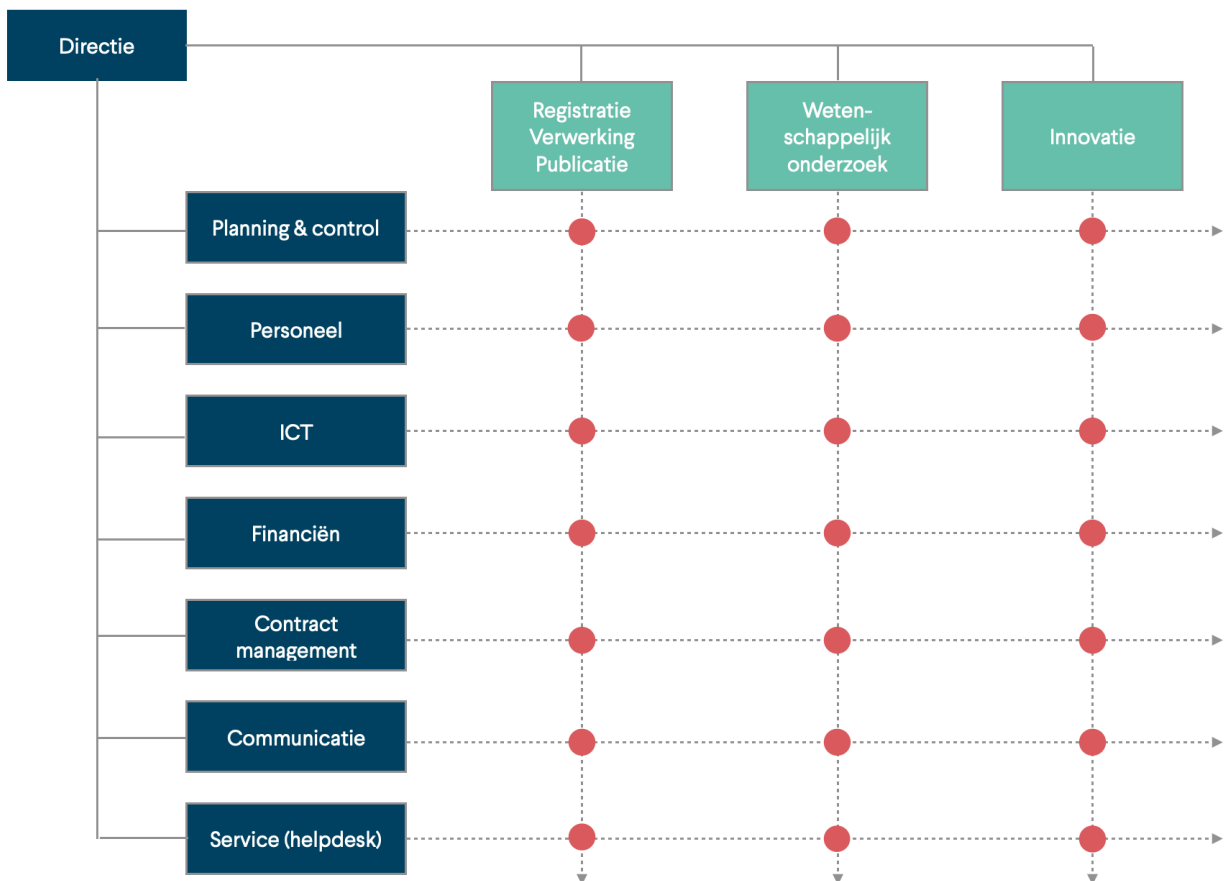 Directie
Registratie
Verwerking
Publicatie
Weten-
schappelijk
onderzoek
Innovatie
Planning & control
Personeel
ICT
Financiën
Contract
management
Communicatie
Service (helpdesk)